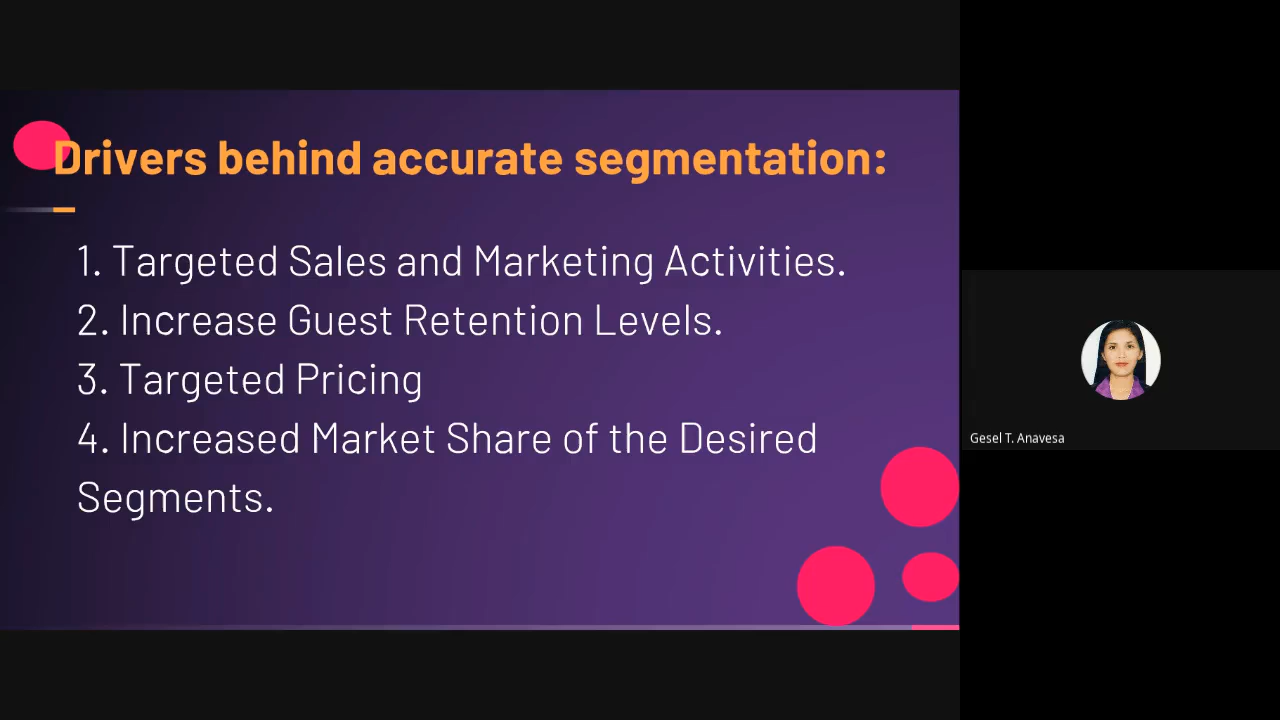 Drivers behind accurate segmentation:
1. Targeted Sales and Marketing Activities.
2. Increase Guest Retention Levels.
3. Targeted Pricing
4. Increased Market Share of the Desired
Segments.
Gesel T. Anavesa